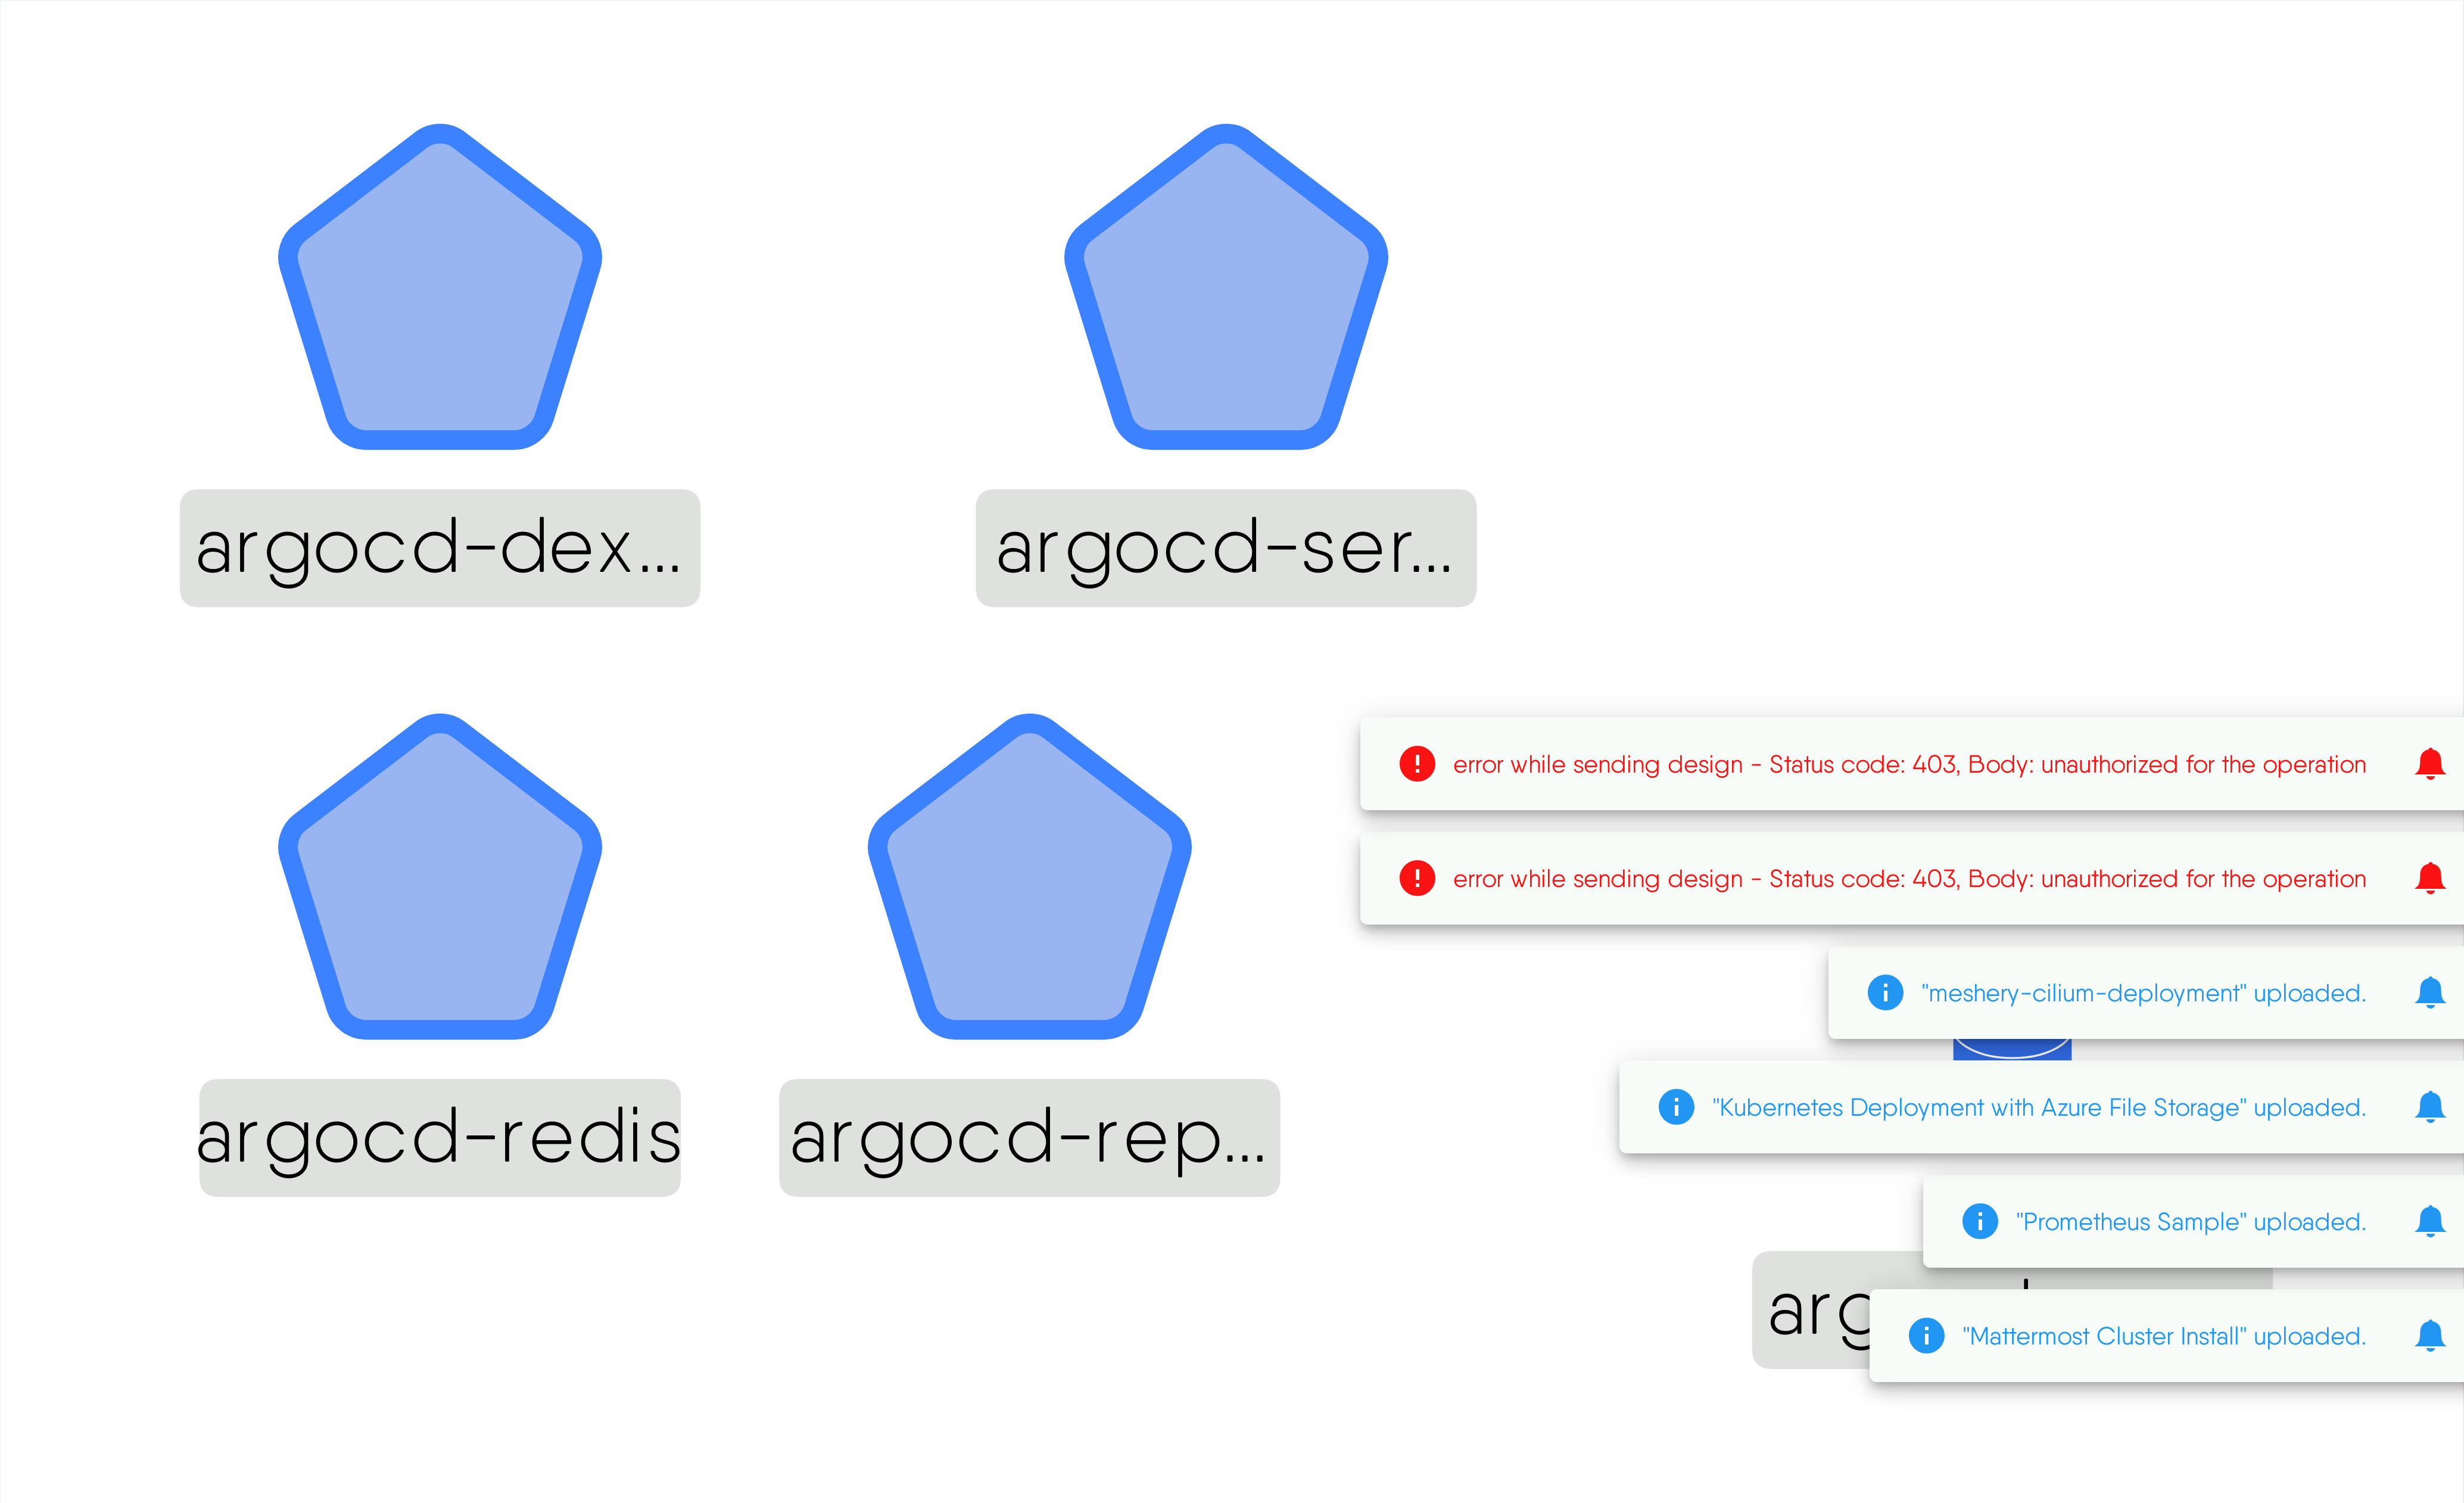 argocd-dex...
argocd-ser...
argocd-redis
argocd-rep...
error while sending design - Status code: 403, Body: unauthorized for the operation
error while sending design - Status code: 403, Body: unauthorized for the operation
"meshery-cilium-deployment" uploaded.
"Kubernetes Deployment with Azure File Storage" uploaded.
"Prometheus Sample" uploaded.
"Mattermost Cluster Install" uploaded.